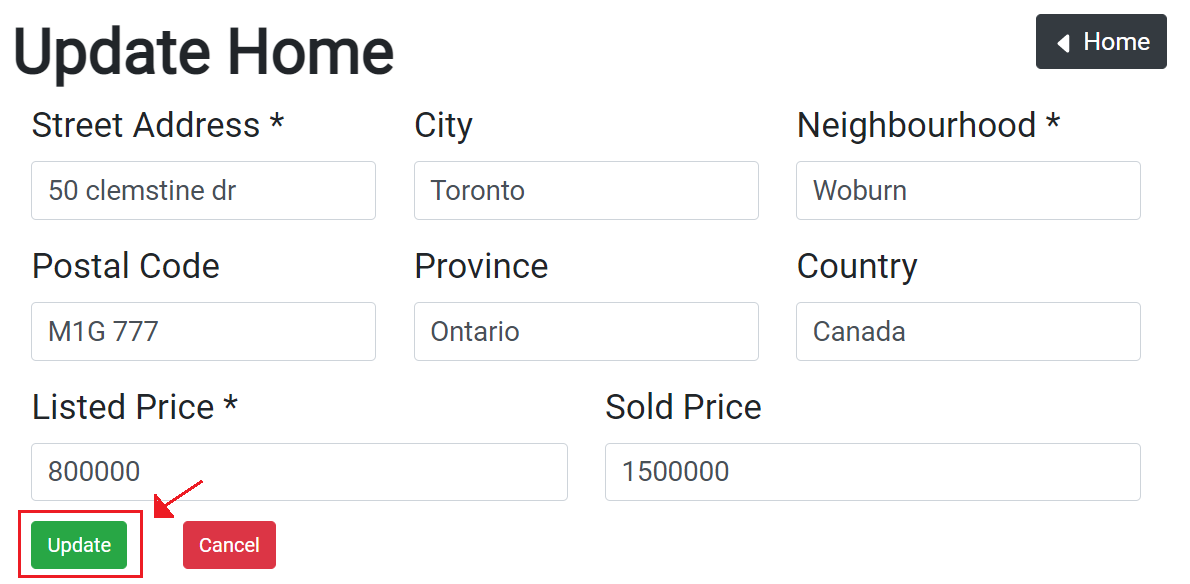 Update Home
Home
Street Address *
City
Neighbourhood *
50 clemstine dr
Toronto
Woburn
Postal Code
Province
Country
M1G 777
Ontario
Canada
Listed Price *
Sold Price
800000
1500000
Update
Cancel